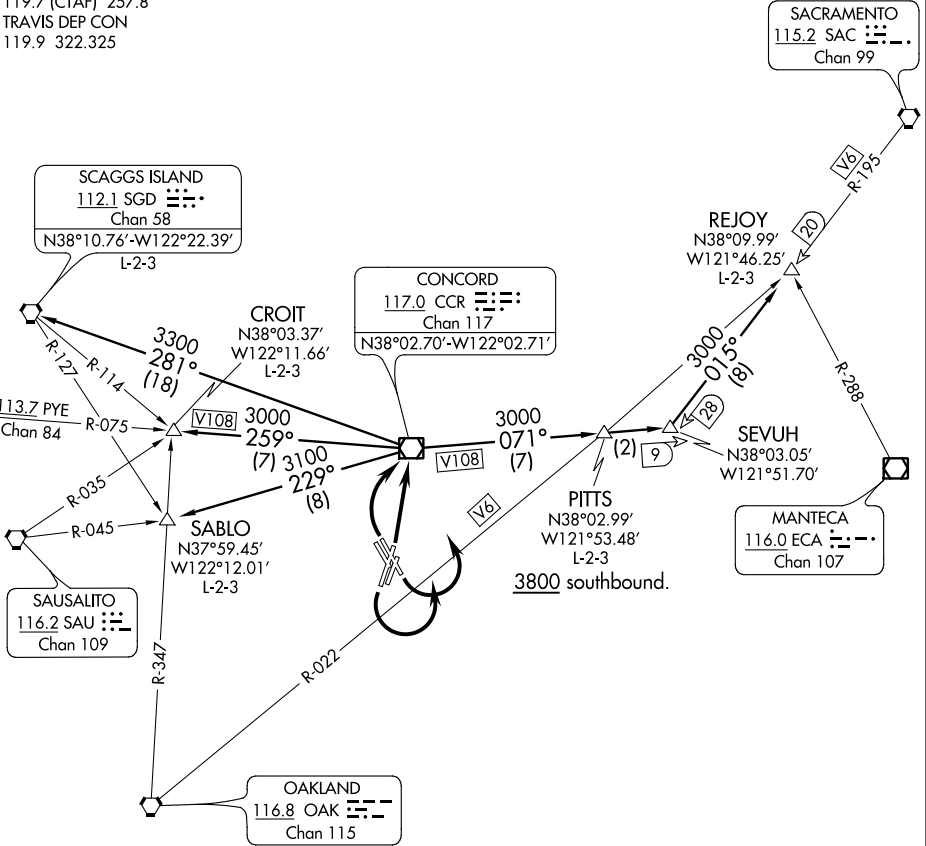 119.7 (CTAF) 257.8
TRAVIS DEP CON
119.9 322.325
SACRAMENTO
115.2 SAC
Chan 99
V6
R-195
20
REJOY
N38°09.99'
W121°46.25'
L-2-3
SCAGGS ISLAND
112.1 SGD
Chan 58
N38°10.76'-W122°22.39'
L-2-3
CONCORD
117.0 CCR
Chan 117
N38°02.70'-W122°02.71'
CROIT
N38°03.37'
W122°11.66'
L-2-3
3300
281°
(18)
R-127
R-114
3000
015°
(8)
R-288
113.7 PYE
Chan 84
R-075
V108
3000
259°
(7)
3000
071°
(7)
V108
(2)
9
28
SEVUH
N38°03.05'
W121°51.70'
3100
229°
(8)
R-035
R-045
SABLO
N37°59.45'
W122°12.01'
L-2-3
V6
PITTS
N38°02.99'
W121°53.48'
L-2-3
3800 southbound.
MANTECA
116.0 ECA
Chan 107
SAUSALITO
116.2 SAU
Chan 109
R-347
R-022
OAKLAND
116.8 OAK
Chan 115